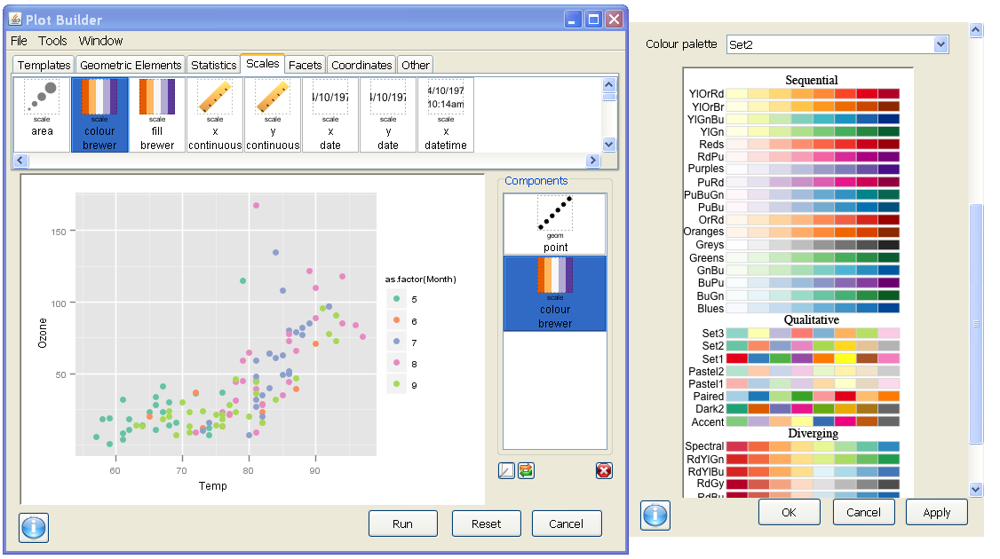 Plot Builder
File Tools Window
Templates Geometric Elements Statistics Scales Facets Coordinates Other
scale
area
scale
colour
brewer
scale
fill
brewer
scale
x
continuous
scale
y
continuous
4/10/197
scale
x
date
4/10/197
scale
y
date
4/10/197
10:14am
scale
x
datetime
150
100
50
Ozone
60 70 80 90
Temp
as.factor(Month)
5
6
7
8
9
Components
geom
point
scale
colour
brewer
Run Reset Cancel
Colour palette Set2
Sequential
YlOrRd
YlOrBr
YlGnBu
YlGn
Reds
RdPu
Purples
PuRd
PuBuGn
PuBu
OrRd
Oranges
Greys
Greens
GnBu
BuPu
BuGn
Blues
Qualitative
Set3
Set2
Set1
Pastel2
Pastel1
Paired
Dark2
Accent
Diverging
Spectral
RdYlGn
RdYlBu
RdGy
RdBu
OK Cancel Apply